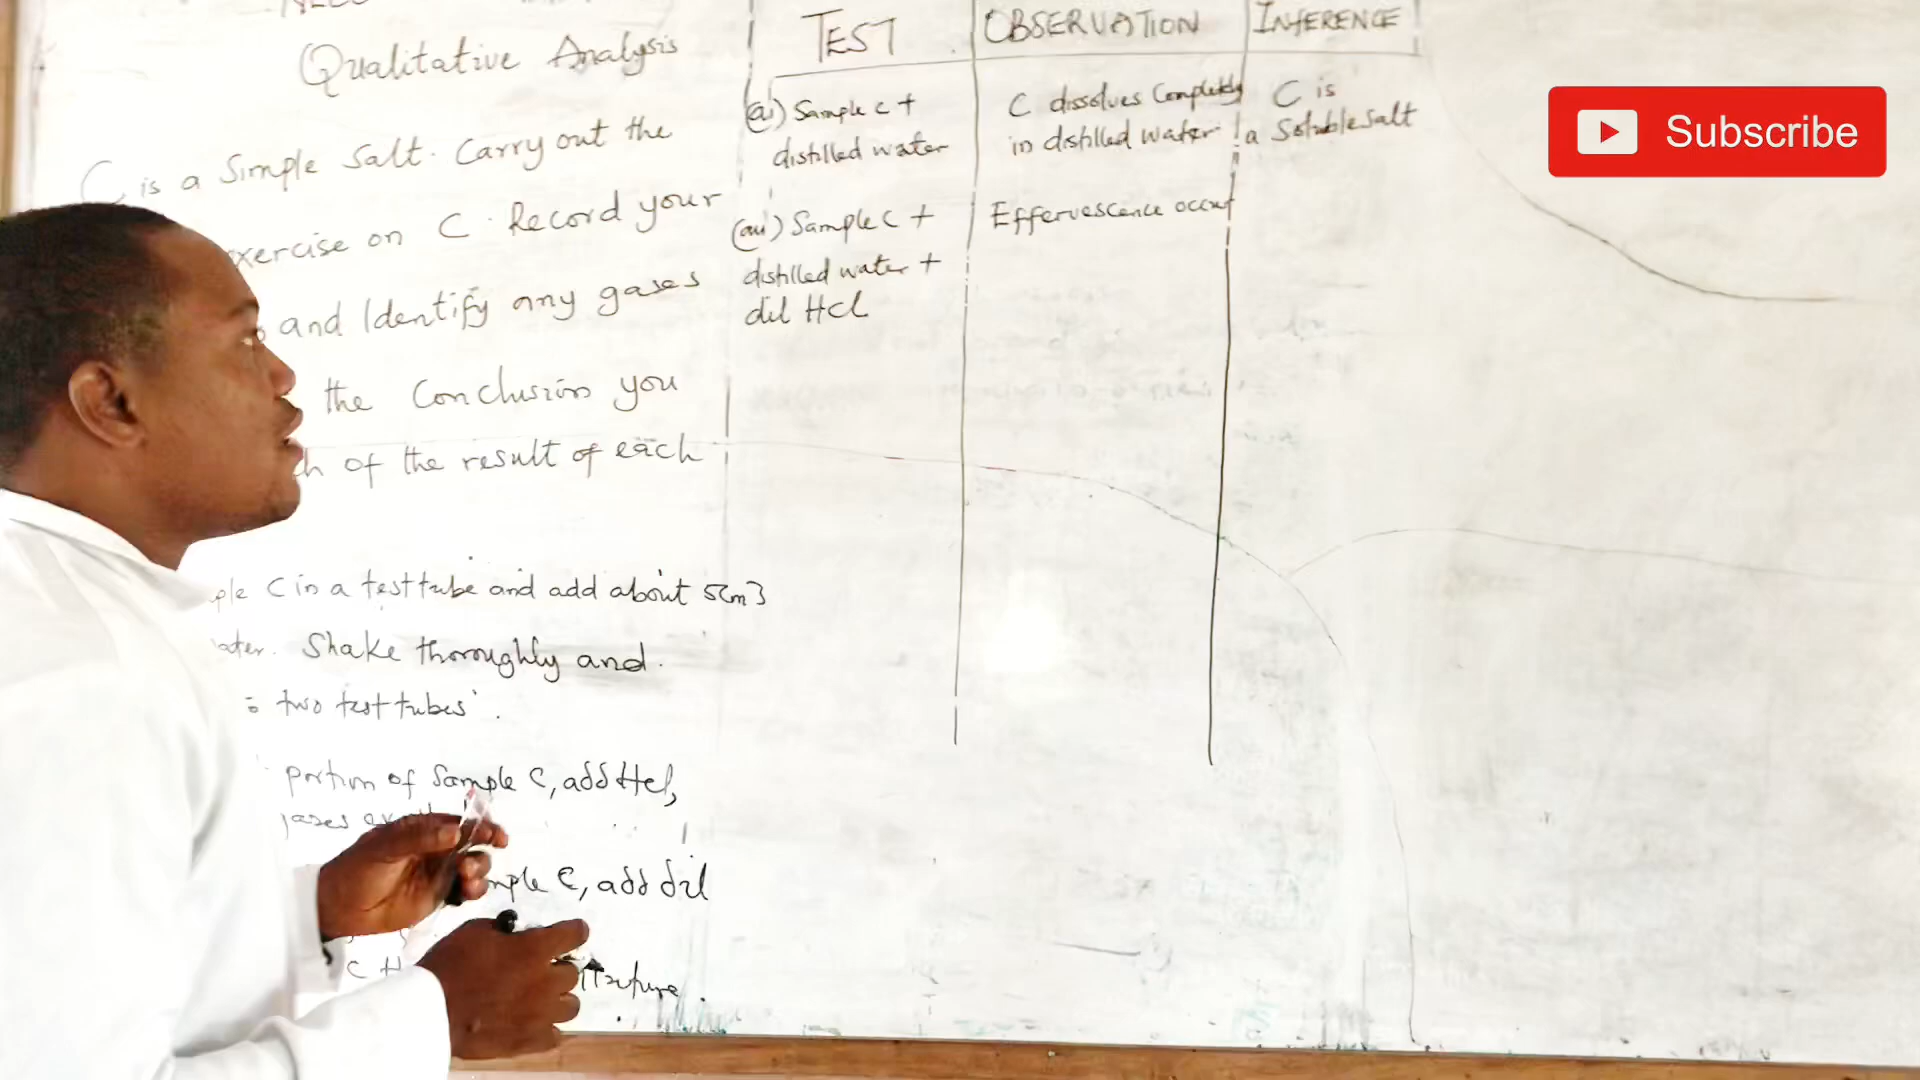 Qualitative Analysis
C is a Simple Salt. Carry out the
exercise on C. Record your
and Identify any gases
the Conclusion you
of the result of each
C in a test tube and add about 5cm3
Shake thoroughly and.
two test tubes.
portion of Sample C, add HCl,
C, add dil
TEST
(ai) Sample C +
distilled water
(aii) Sample C +
distilled water +
dil HCl
OBSERVATION
C dissolves Completely
in distilled water
Effervescence occur
INFERENCE
C is
a Soluble Salt
Subscribe